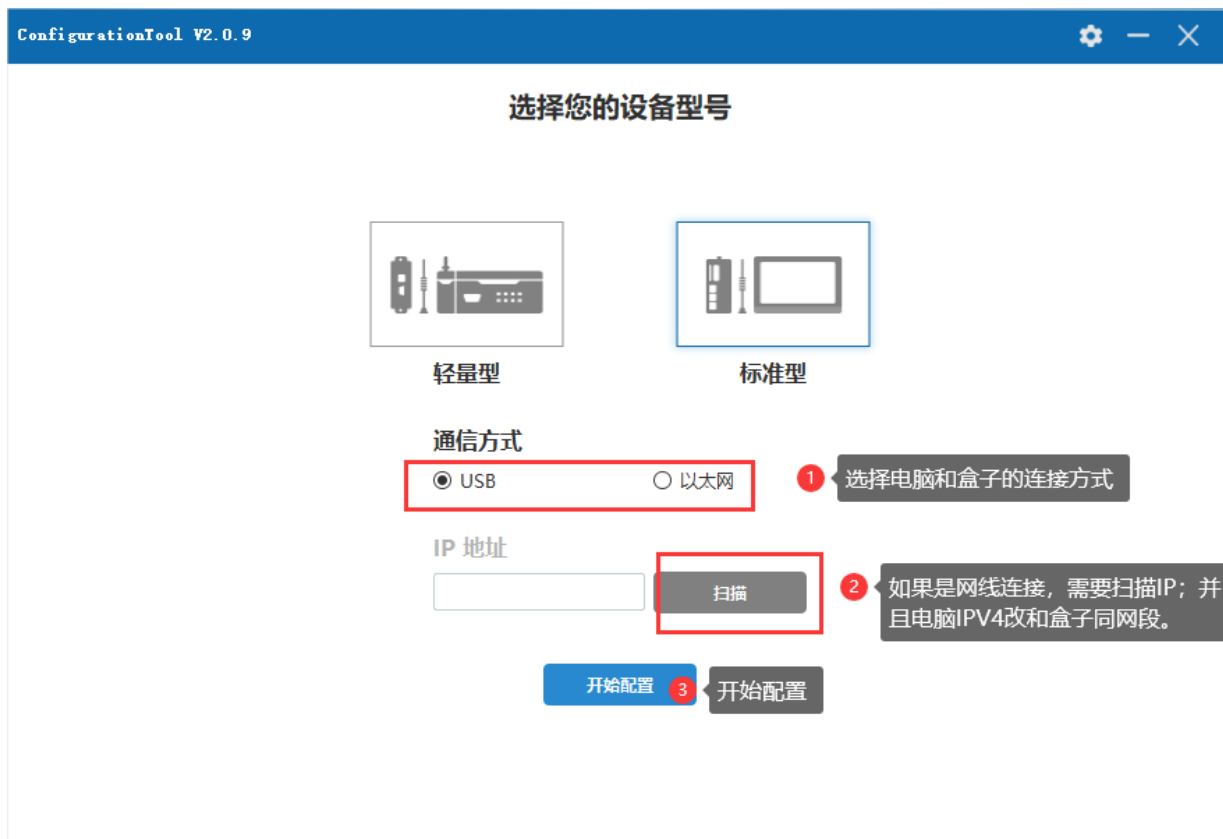 ConfigurationTool V2.0.9
选择您的设备型号
轻量型
标准型
通信方式
USB
以太网
1
选择电脑和盒子的连接方式
IP 地址
扫描
2
如果是网线连接，需要扫描IP；并
且电脑IPV4改和盒子同网段。
开始配置
3
开始配置